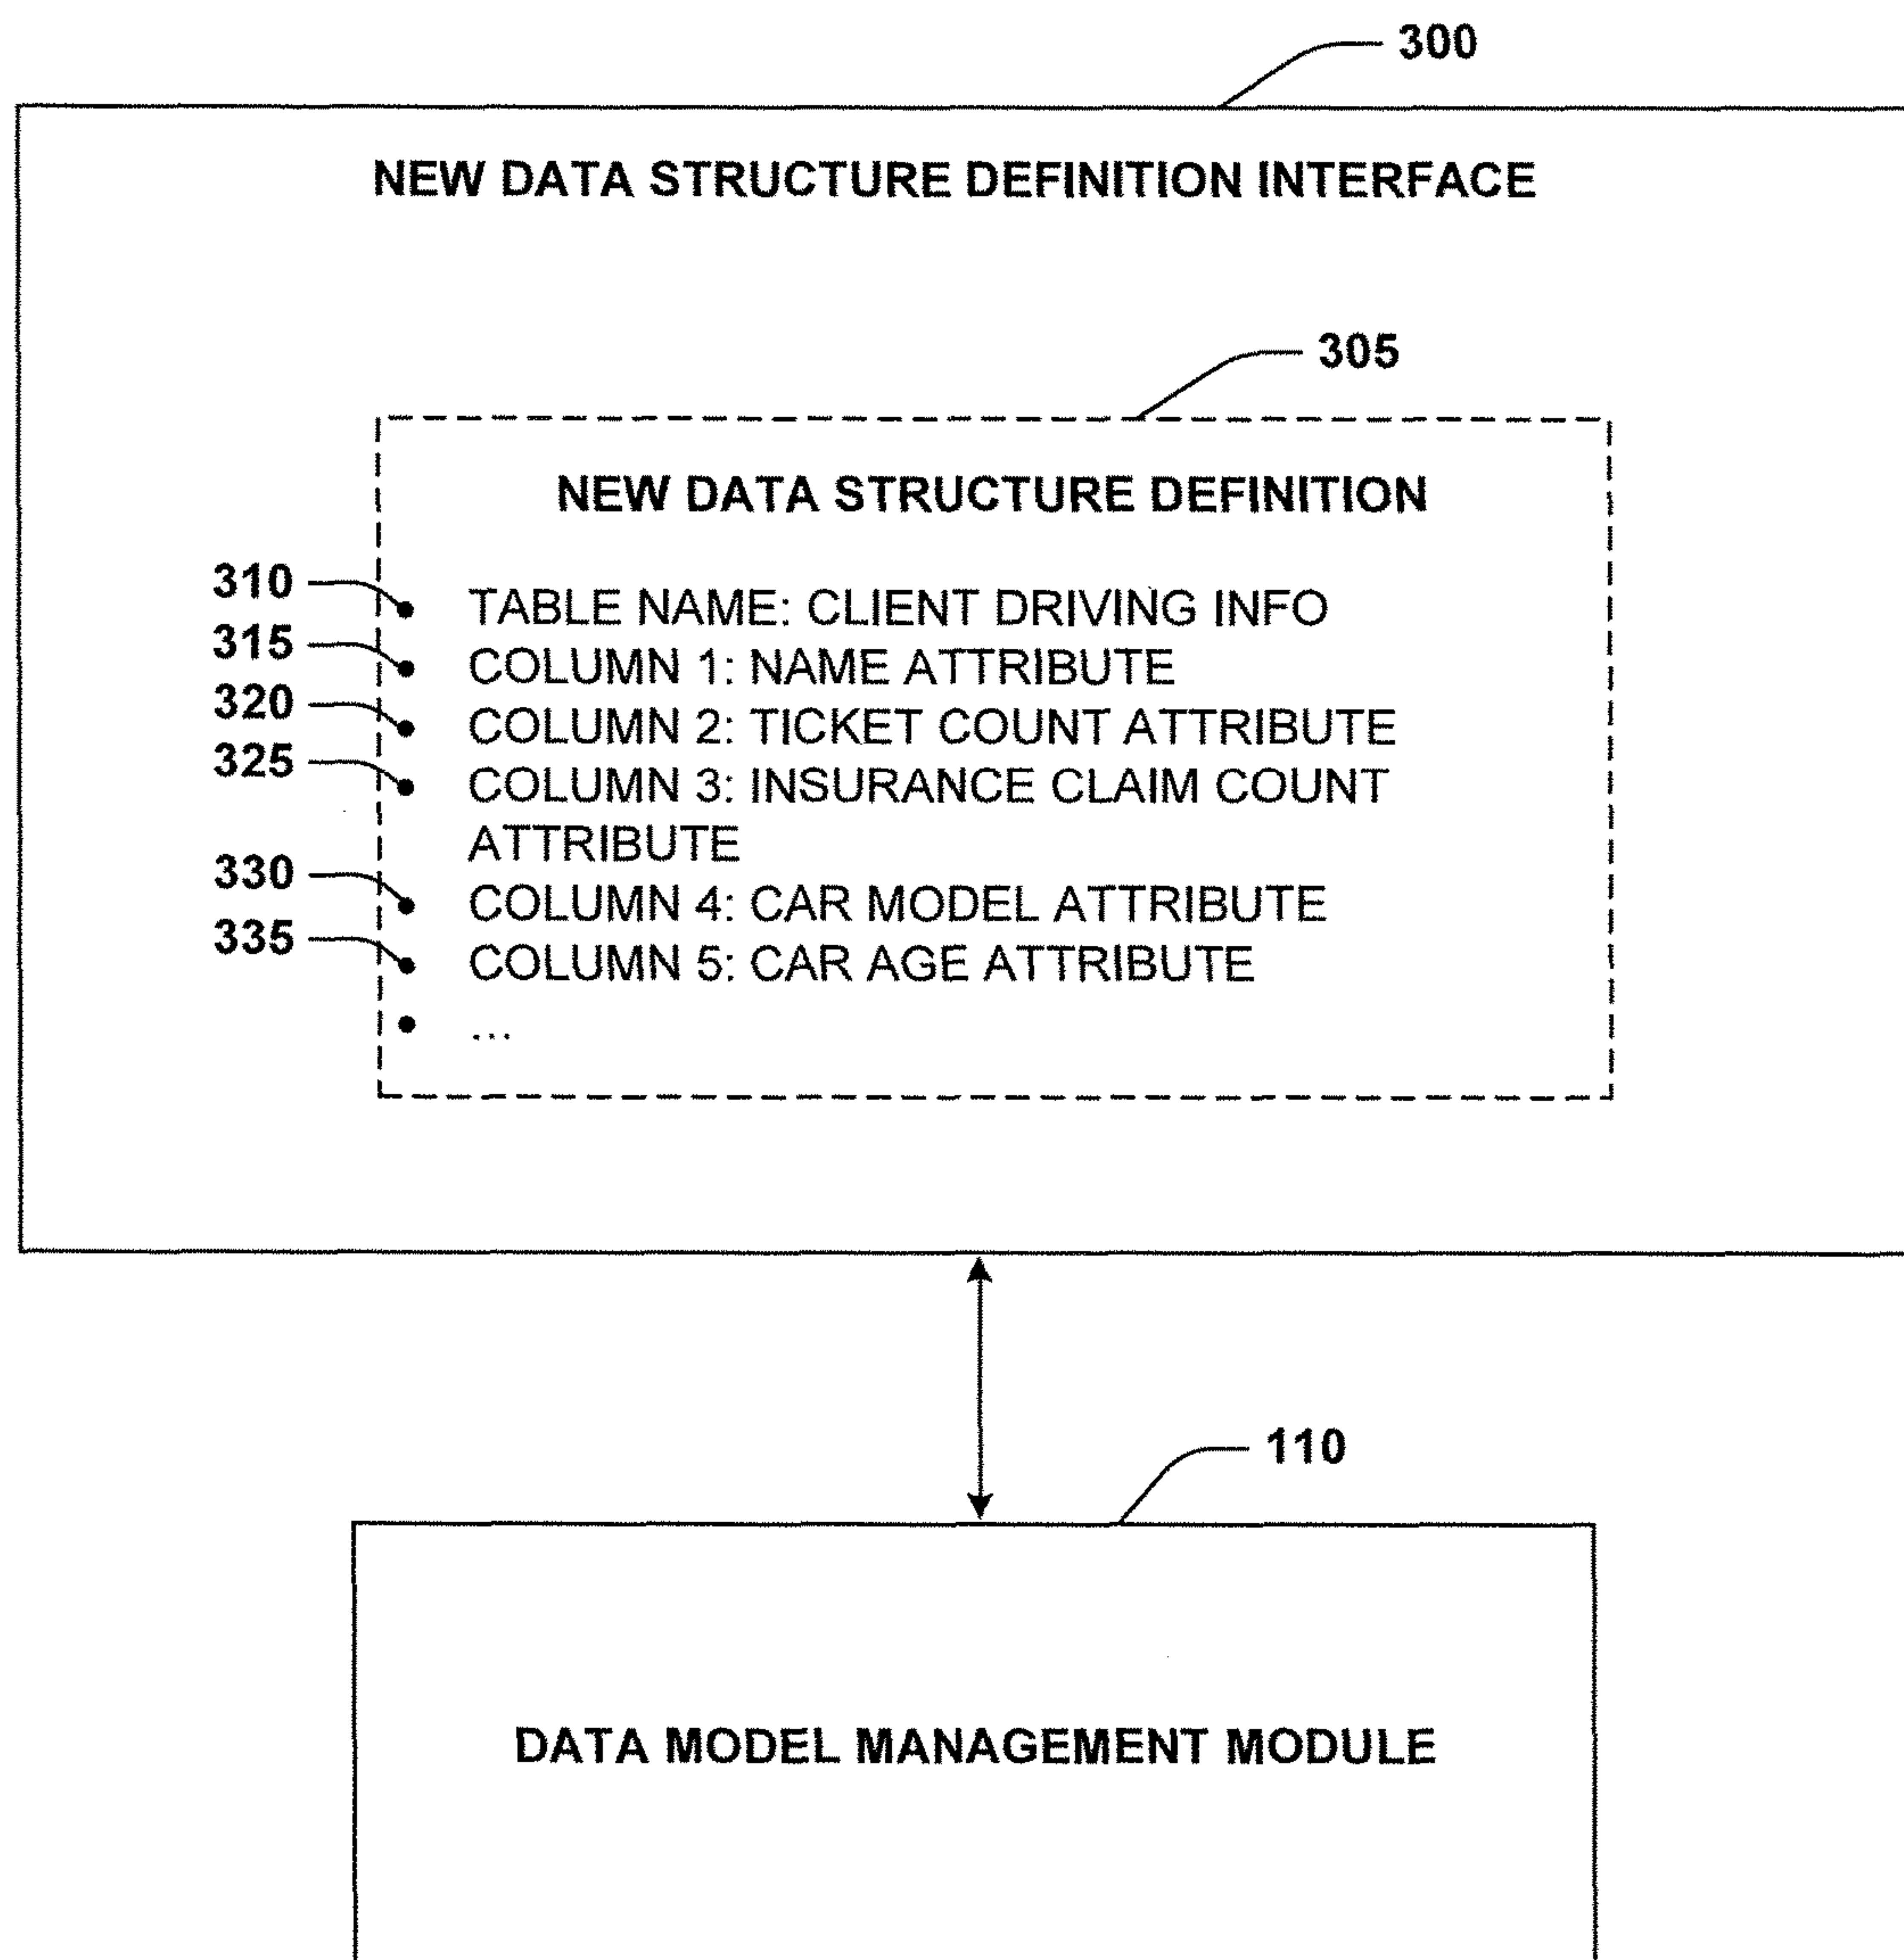 300
NEW DATA STRUCTURE DEFINITION INTERFACE
305
NEW DATA STRUCTURE DEFINITION
310 • TABLE NAME: CLIENT DRIVING INFO
315 • COLUMN 1: NAME ATTRIBUTE
320 • COLUMN 2: TICKET COUNT ATTRIBUTE
325 • COLUMN 3: INSURANCE CLAIM COUNT
ATTRIBUTE
330 • COLUMN 4: CAR MODEL ATTRIBUTE
335 • COLUMN 5: CAR AGE ATTRIBUTE
• ...
110
DATA MODEL MANAGEMENT MODULE